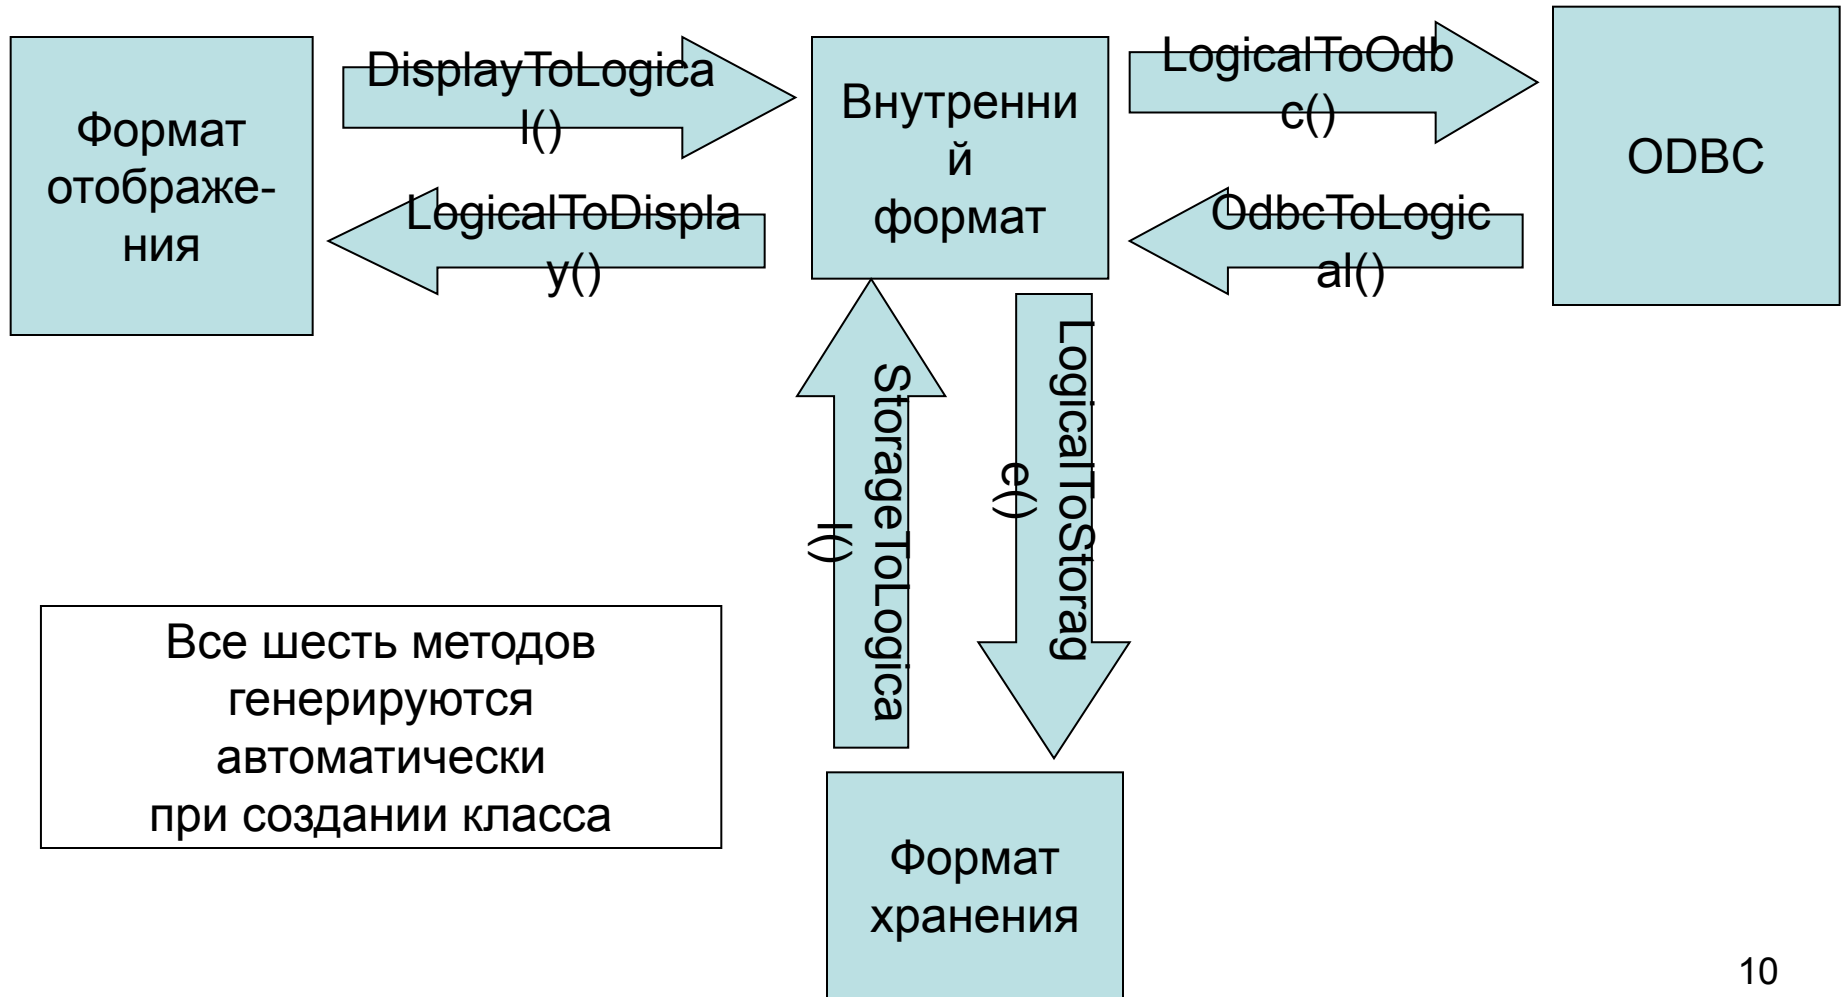 Формат
отображе-
ния
DisplayToLogica
l()
LogicalToDispla
y()
Внутренни
й
формат
LogicalToOdb
c()
OdbcToLogic
al()
ODBC
StorageToLogica
l()
LogicalToStorag
e()
Все шесть методов
генерируются
автоматически
при создании класса
Формат
хранения
10